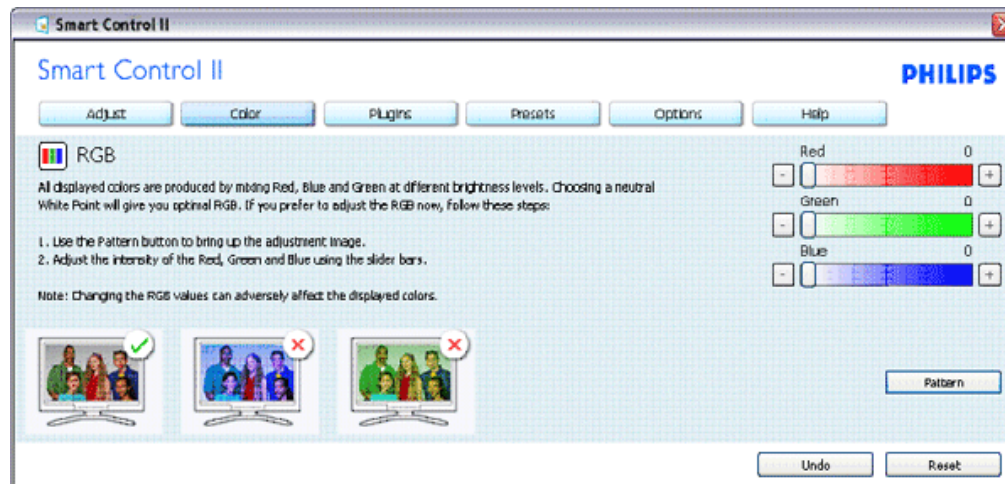 Smart Control II
Smart Control II
PHILIPS
Adjust Color Plugins Presets Options Help
RGB
All displayed colors are produced by mixing Red, Blue and Green at different brightness levels. Choosing a neutral
White Point will give you optimal RGB. If you prefer to adjust the RGB now, follow these steps:
1. Use the Pattern button to bring up the adjustment image.
2. Adjust the intensity of the Red, Green and Blue using the slider bars.
Note: Changing the RGB values can adversely affect the displayed colors.
Red 0
- +
Green 0
- +
Blue 0
- +
Pattern
Undo Reset